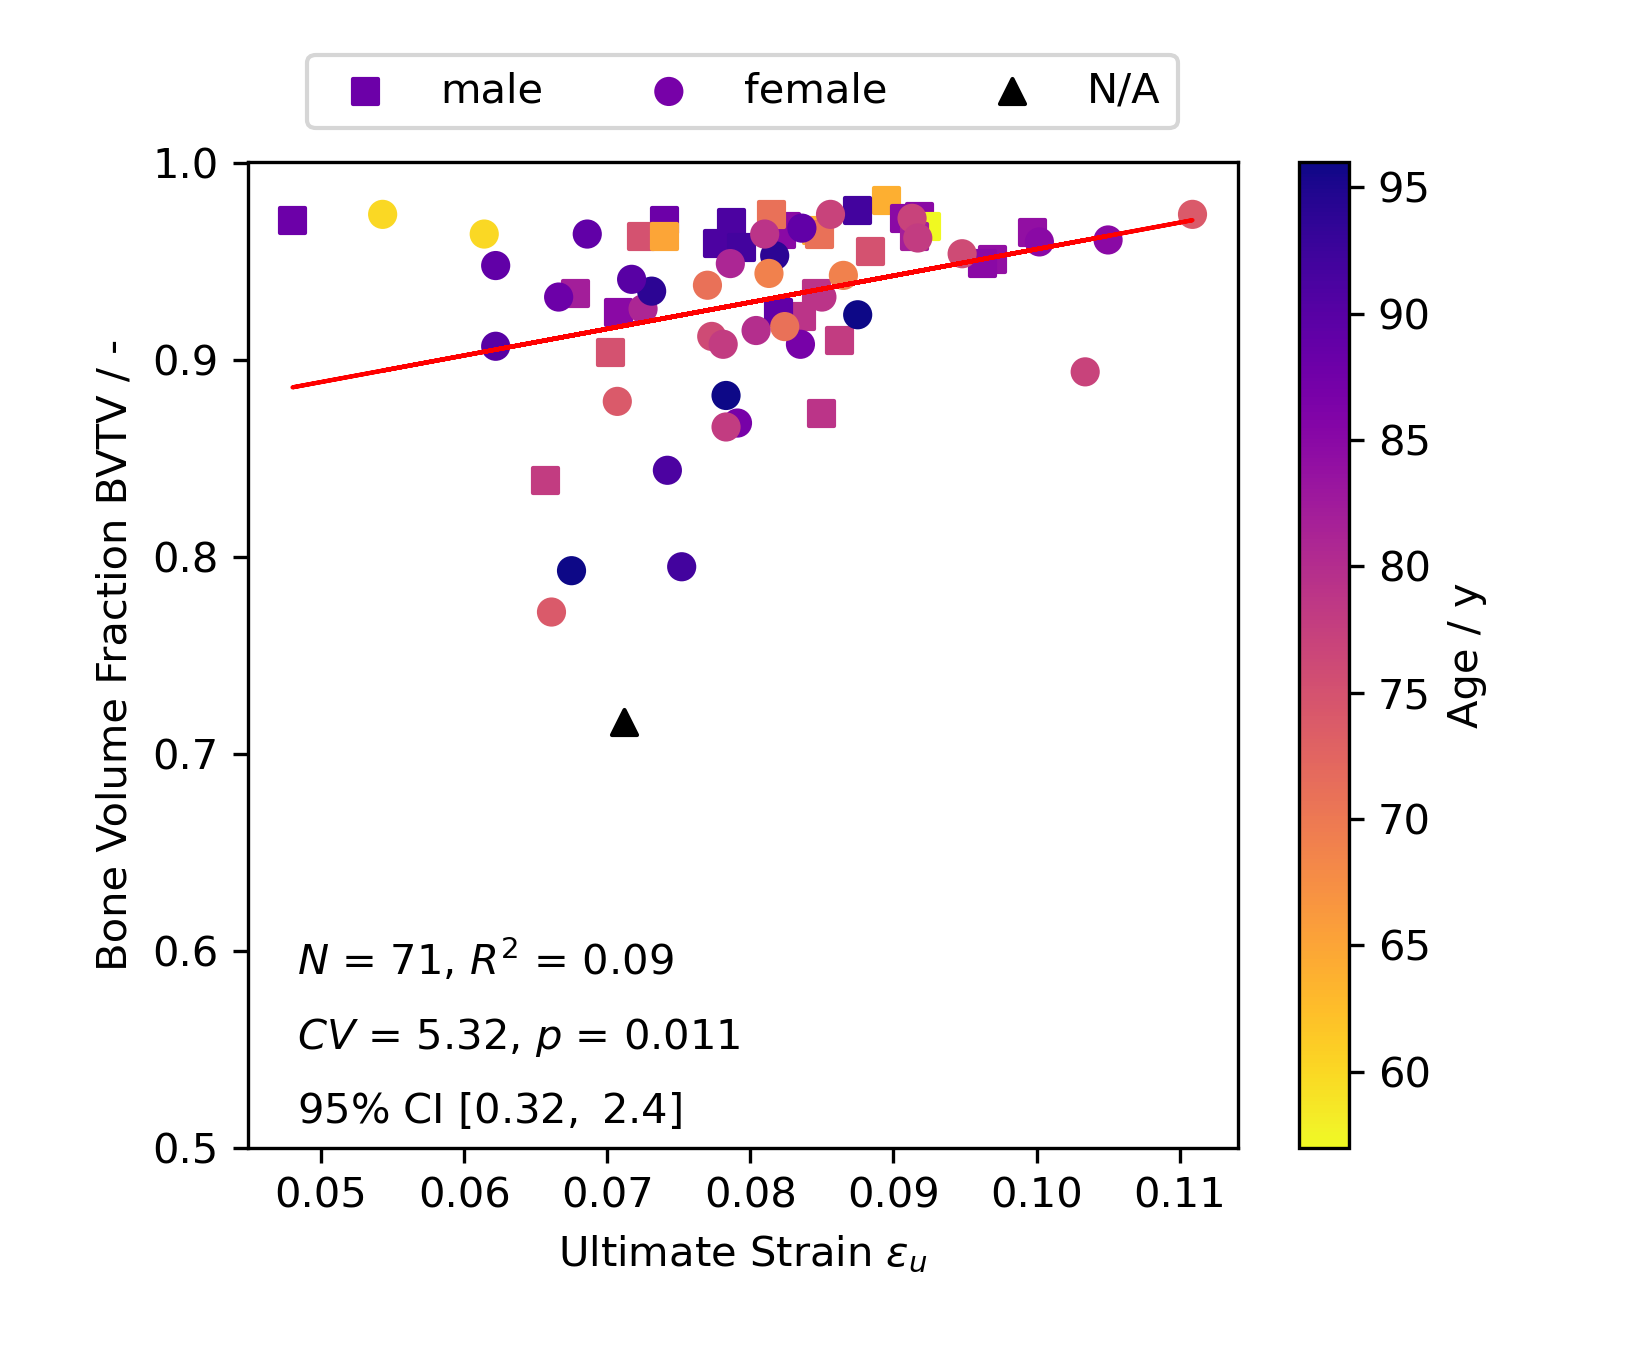 male female N/A
1.0
0.9
0.8
0.7
0.6
0.5
Bone Volume Fraction BVTV / -
N = 71, R² = 0.09
CV = 5.32, p = 0.011
95% CI [0.32, 2.4]
0.05 0.06 0.07 0.08 0.09 0.10 0.11
Ultimate Strain εᵤ
95
90
85
80
75
70
65
60
Age / y